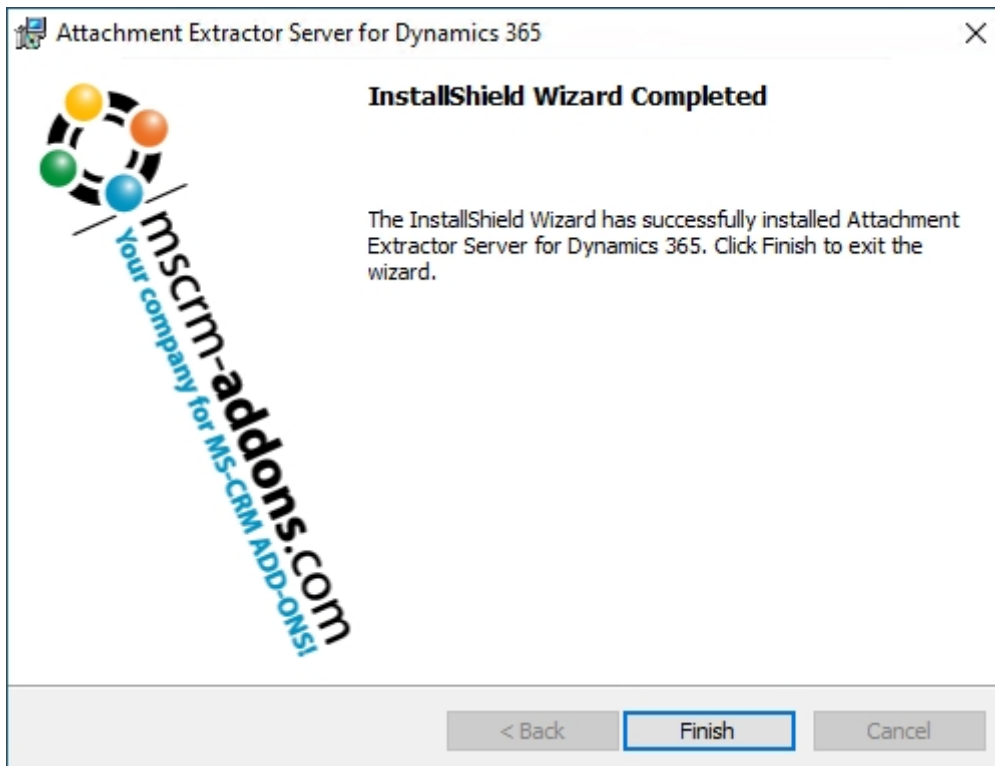 Attachment Extractor Server for Dynamics 365
InstallShield Wizard Completed
The InstallShield Wizard has successfully installed Attachment
Extractor Server for Dynamics 365. Click Finish to exit the
wizard.
mscrm-addons.com
Your company for MS-CRM ADD-ONS!
< Back
Finish
Cancel